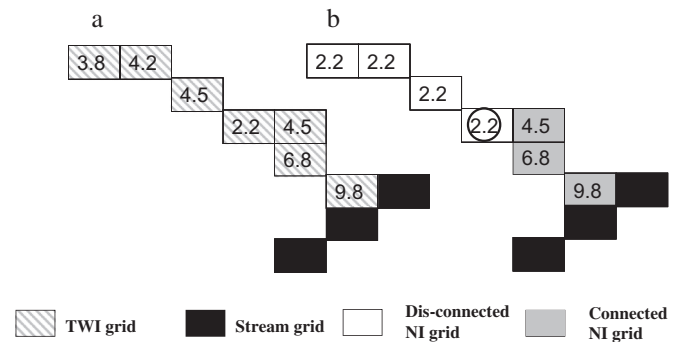 a b
3.8 4.2 2.2 2.2
4.5 2.2
2.2 4.5 2.2 4.5
6.8 6.8
9.8 9.8
TWI grid Stream grid Dis-connected NI grid Connected NI grid